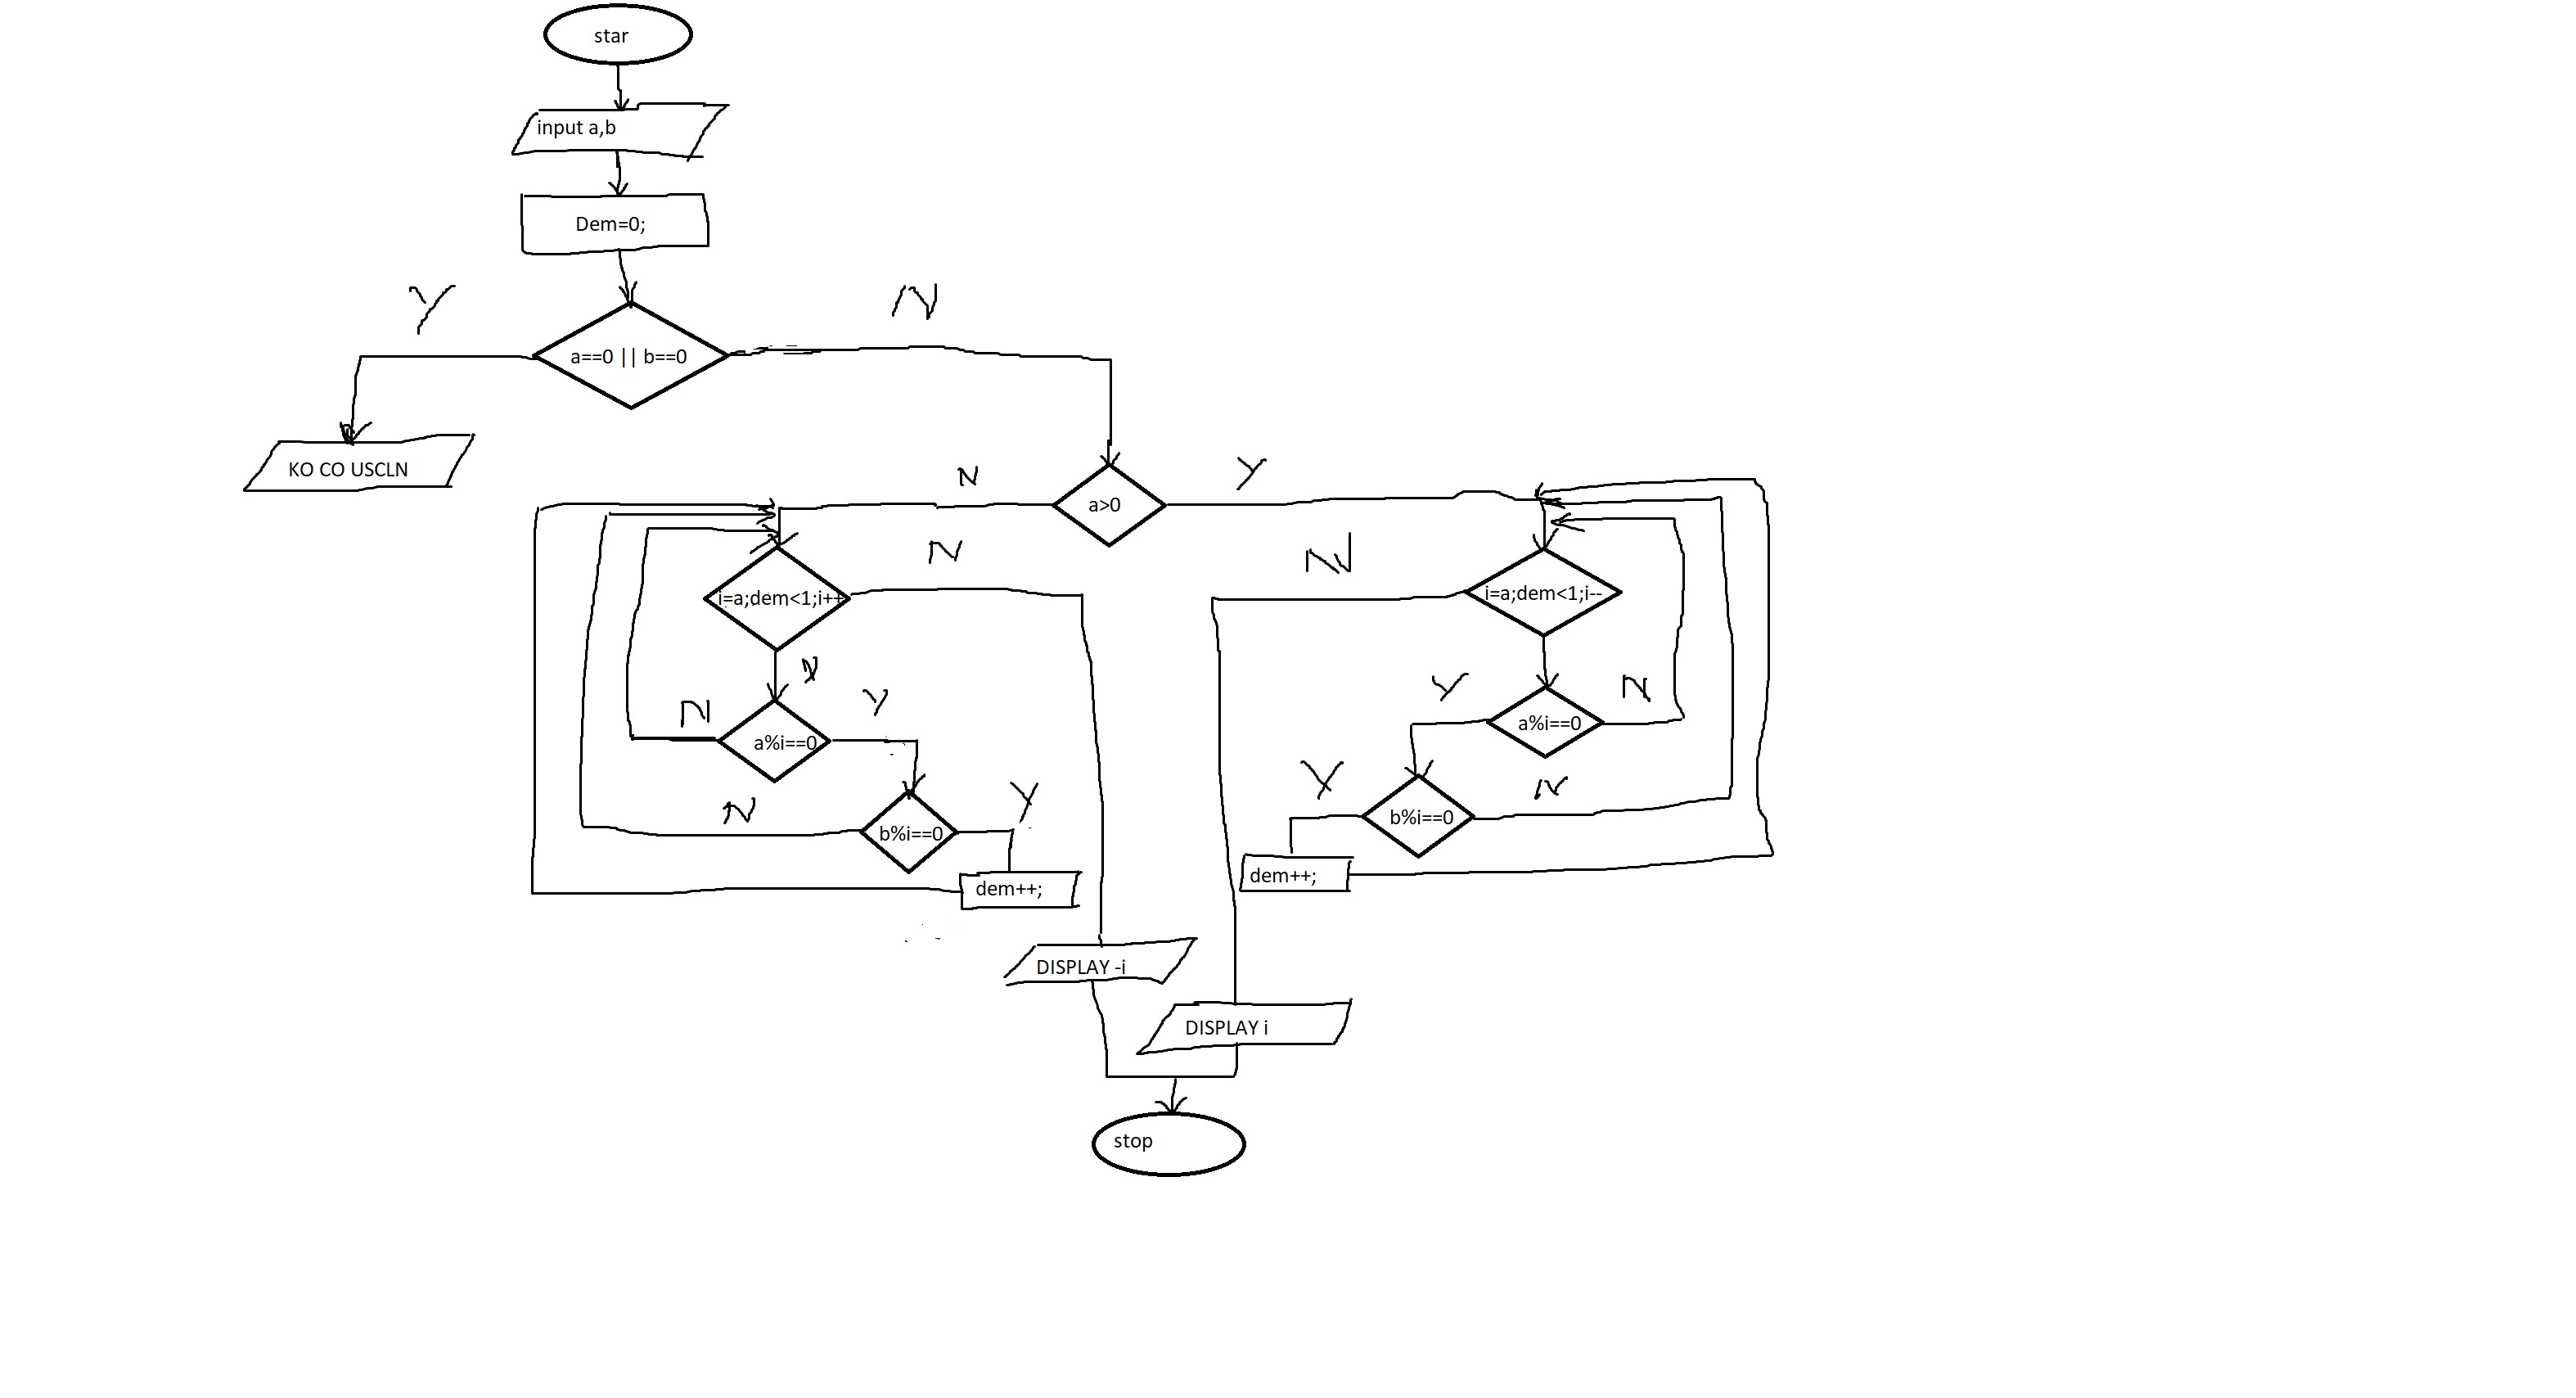 star
input a,b
Dem=0;
Y
N
a==0 || b==0
KO CO USCLN
N
Y
a>0
N
N
i=a;dem<1;i++
i=a;dem<1;i--
Y
N
a%i==0
Y
N
Y
a%i==0
N
b%i==0
Y
Y
b%i==0
N
dem++;
dem++;
DISPLAY -i
DISPLAY i
stop